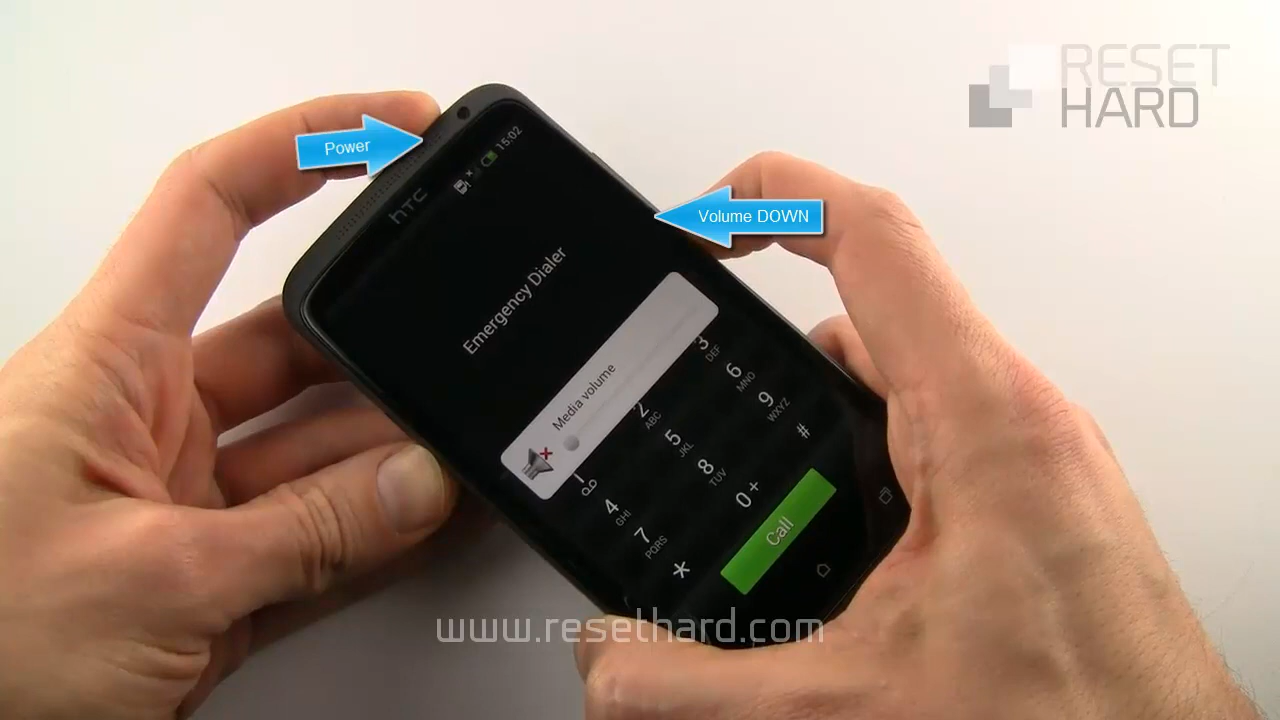 RESET
HARD
Power
Volume DOWN
hTC
15:02
Emergency Dialer
Media volume
1
2
ABC
3
DEF
4
GHI
5
JKL
6
MNO
7
PQRS
8
TUV
9
WXYZ
*
0 +
#
Call
www.resethard.com